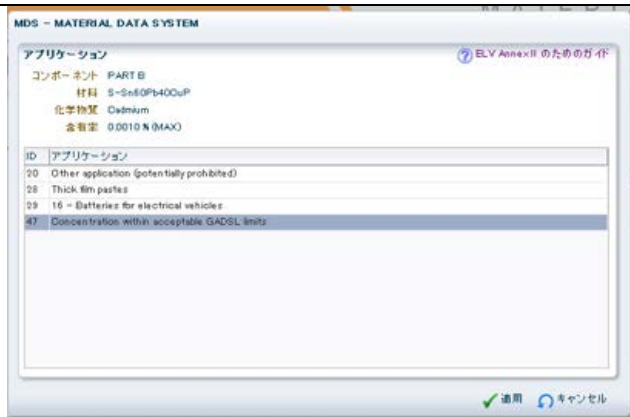 MDS - MATERIAL DATA SYSTEM
アプリケーション
ELV AnnexII のためのガイド
コンポーネント PART B
材料 S-Sn60Pb40CuP
化学物質 Cadmium
含有率 0.0010 % (MAX)
ID アプリケーション
20 Other application (potentially prohibited)
28 Thick film pastes
29 16 - Batteries for electrical vehicles
47 Concentration within acceptable GADSL limits
適用 キャンセル